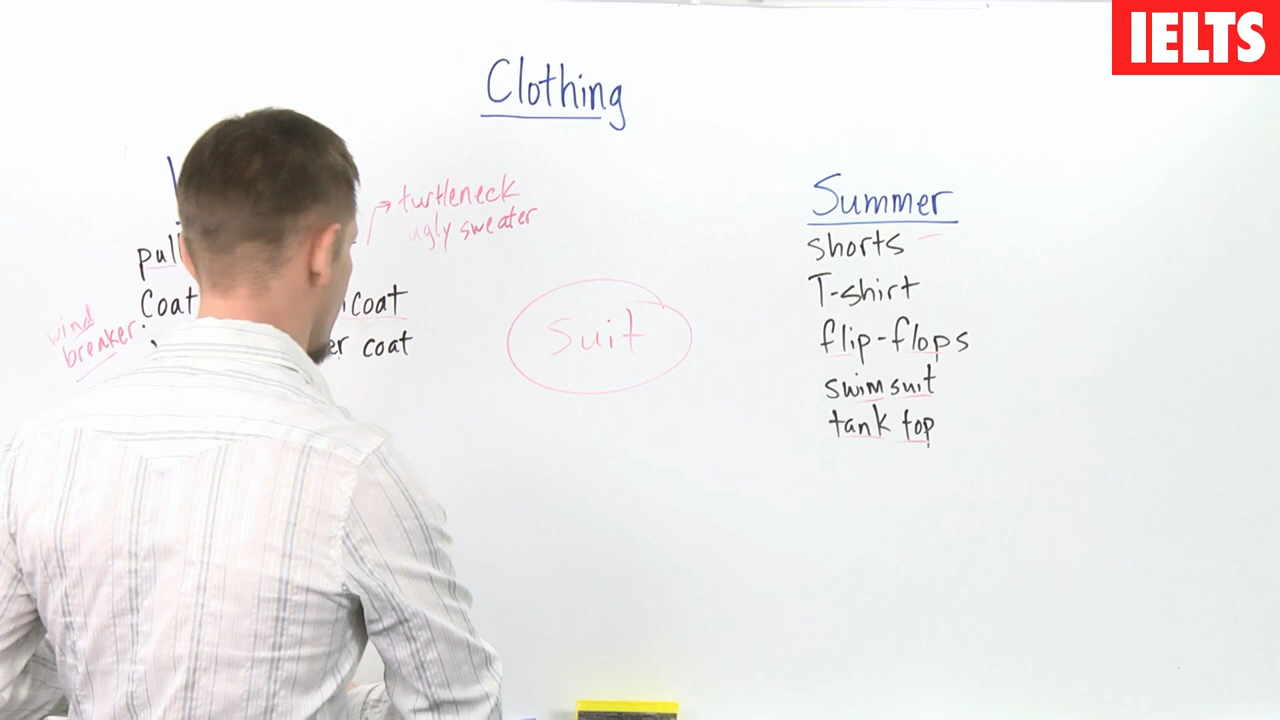 IELTS
Clothing
turtleneck
ugly sweater
Coat coat
wind
breaker
coat
Suit
Summer
shorts
T-shirt
flip-flops
swimsuit
tank top